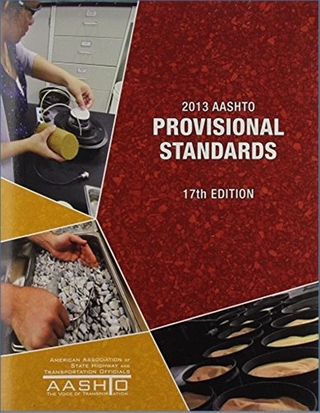 2013 AASHTO
PROVISIONAL
STANDARDS
17th EDITION
AMERICAN ASSOCIATION OF
STATE HIGHWAY AND
TRANSPORTATION OFFICIALS
AASHTO
THE VOICE OF TRANSPORTATION